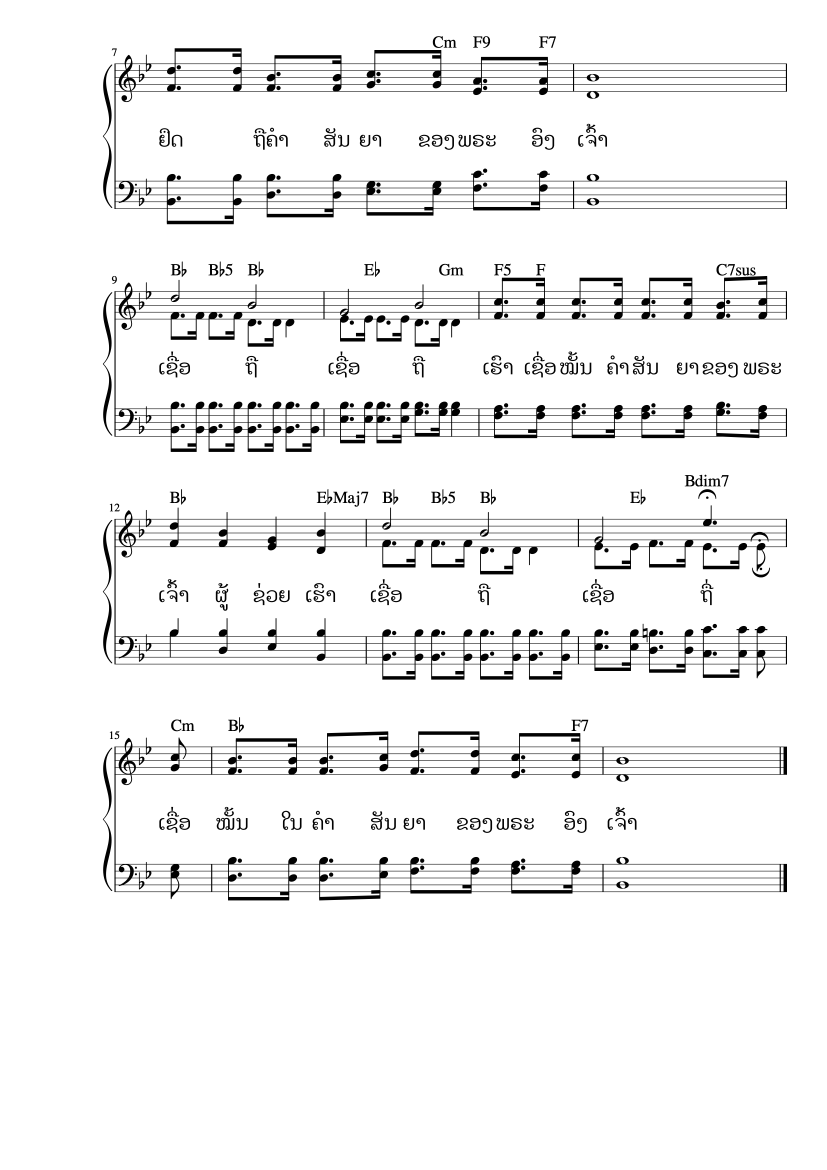 Cm F9 F7
7
ຢຶດ ຖືຄຳ ສັນ ຍາ ຂອງ ພຣະ ອົງ ເຈົ້າ
B♭ B♭5 B♭ E♭ Gm F5 F C7sus
9
ເຊື່ອ ຖື ເຊື່ອ ຖື ເຮົາ ເຊື່ອ ໝັ້ນ ຄຳ ສັນ ຍາ ຂອງ ພຣະ
Bdim7
B♭ E♭Maj7 B♭ B♭5 B♭ E♭
12
ເຈົ້າ ຜູ້ ຊ່ວຍ ເຮົາ ເຊື່ອ ຖື ເຊື່ອ ຖື່
Cm B♭ F7
15
ເຊື່ອ ໝັ້ນ ໃນ ຄຳ ສັນ ຍາ ຂອງ ພຣະ ອົງ ເຈົ້າ